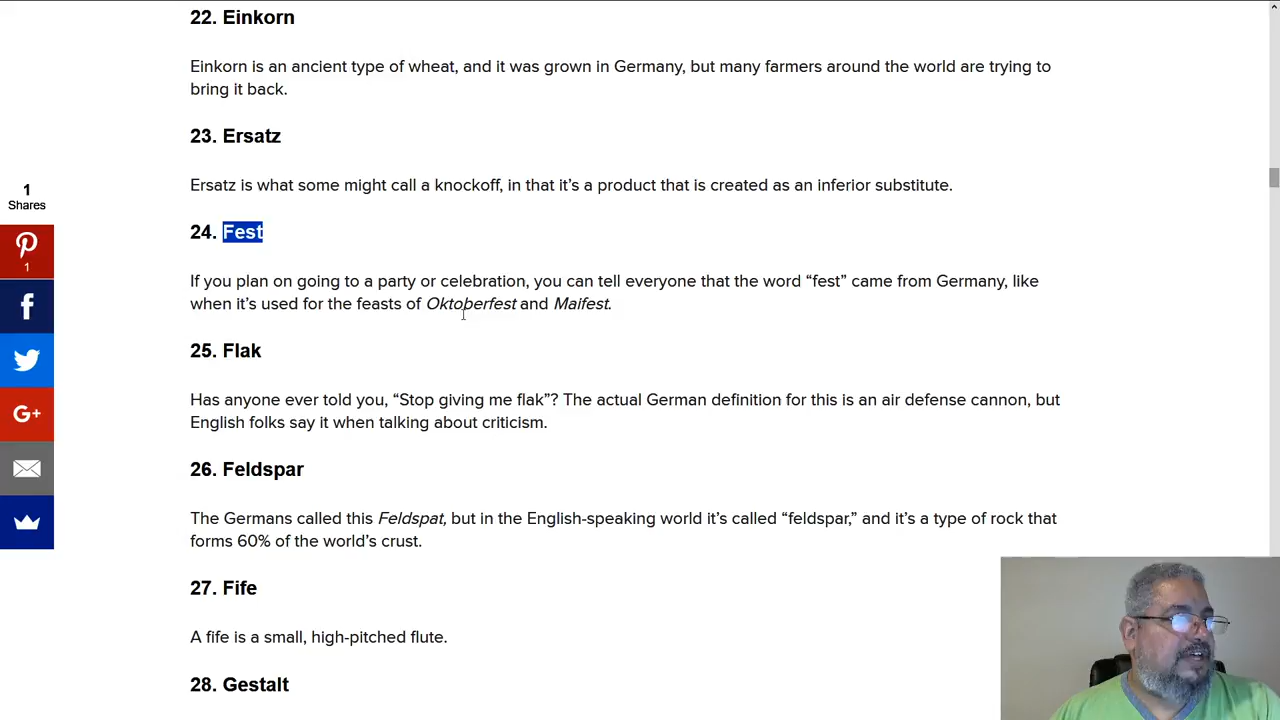 22. Einkorn
Einkorn is an ancient type of wheat, and it was grown in Germany, but many farmers around the world are trying to
bring it back.
23. Ersatz
Ersatz is what some might call a knockoff, in that it’s a product that is created as an inferior substitute.
1
Shares
24. Fest
1
If you plan on going to a party or celebration, you can tell everyone that the word “fest” came from Germany, like
when it’s used for the feasts of Oktoberfest and Maifest.
25. Flak
Has anyone ever told you, “Stop giving me flak”? The actual German definition for this is an air defense cannon, but
English folks say it when talking about criticism.
G+
26. Feldspar
The Germans called this Feldspat, but in the English-speaking world it’s called “feldspar,” and it’s a type of rock that
forms 60% of the world’s crust.
27. Fife
A fife is a small, high-pitched flute.
28. Gestalt